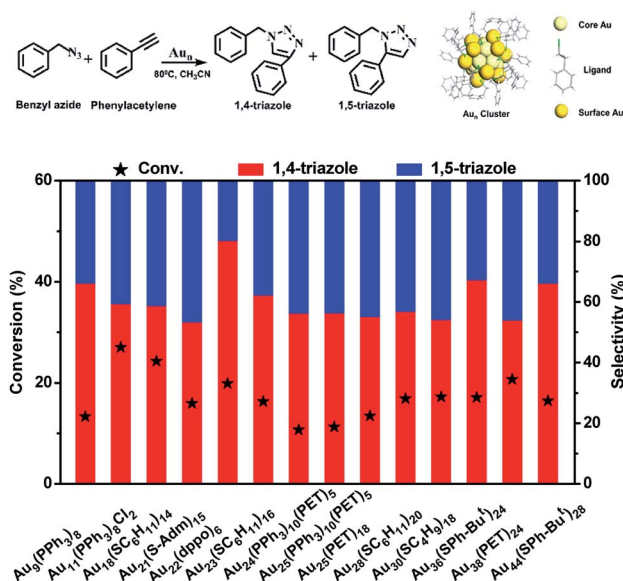 N₃
+
Auₙ
80ºC, CH₃CN
N
N
N
+
N
N
N
Benzyl azide
Phenylacetylene
1,4-triazole
1,5-triazole
Auₙ Cluster
Core Au
Ligand
Surface Au
★ Conv.
1,4-triazole
1,5-triazole
Conversion (%)
60
40
20
0
Selectivity (%)
100
80
60
40
20
0
Au₉(PPh₃)₈
Au₁₁(PPh₃)₈Cl₂
Au₁₈(SC₆H₁₁)₁₄
Au₂₁(S-Adm)₁₅
Au₂₂(dppo)₆
Au₂₃(SC₆H₁₁)₁₆
Au₂₄(PPh₃)₁₀(PET)₅
Au₂₅(PPh₃)₁₀(PET)₅
Au₂₅(PET)₁₈
Au₂₈(SC₆H₁₁)₂₀
Au₃₀(SC₄H₉)₁₈
Au₃₆(SPh-Buᵗ)₂₄
Au₃₈(PET)₂₄
Au₄₄(SPh-Buᵗ)₂₈